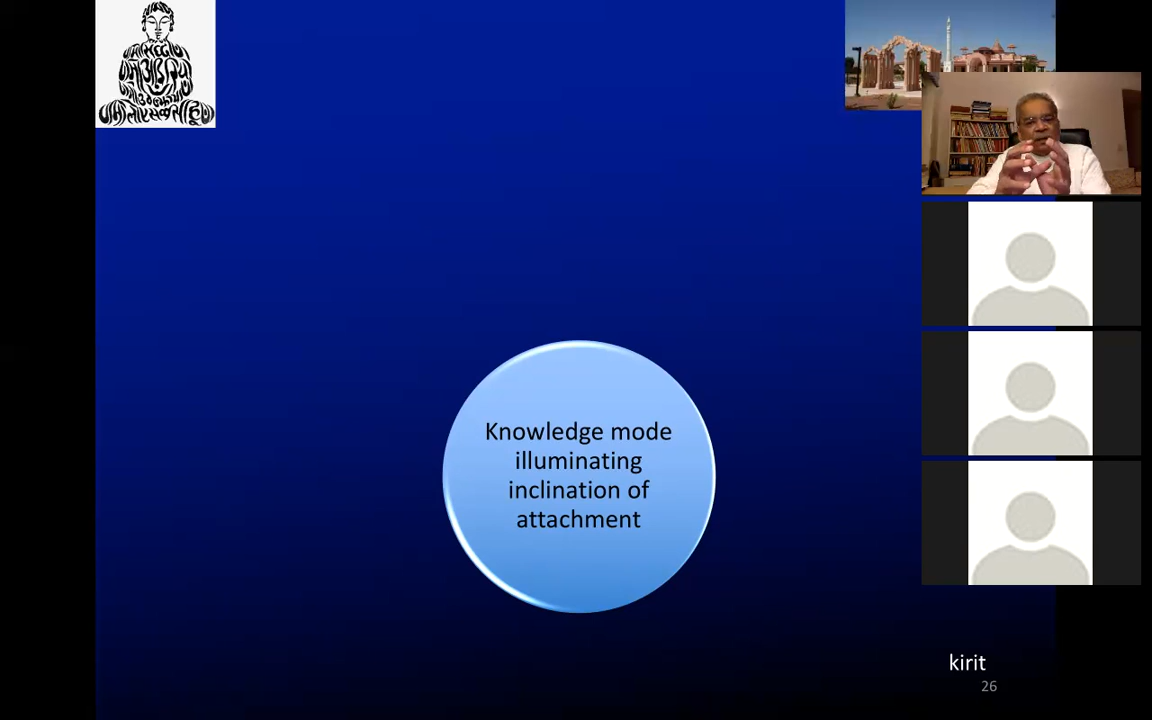 Knowledge mode
illuminating
inclination of
attachment
kirit
26